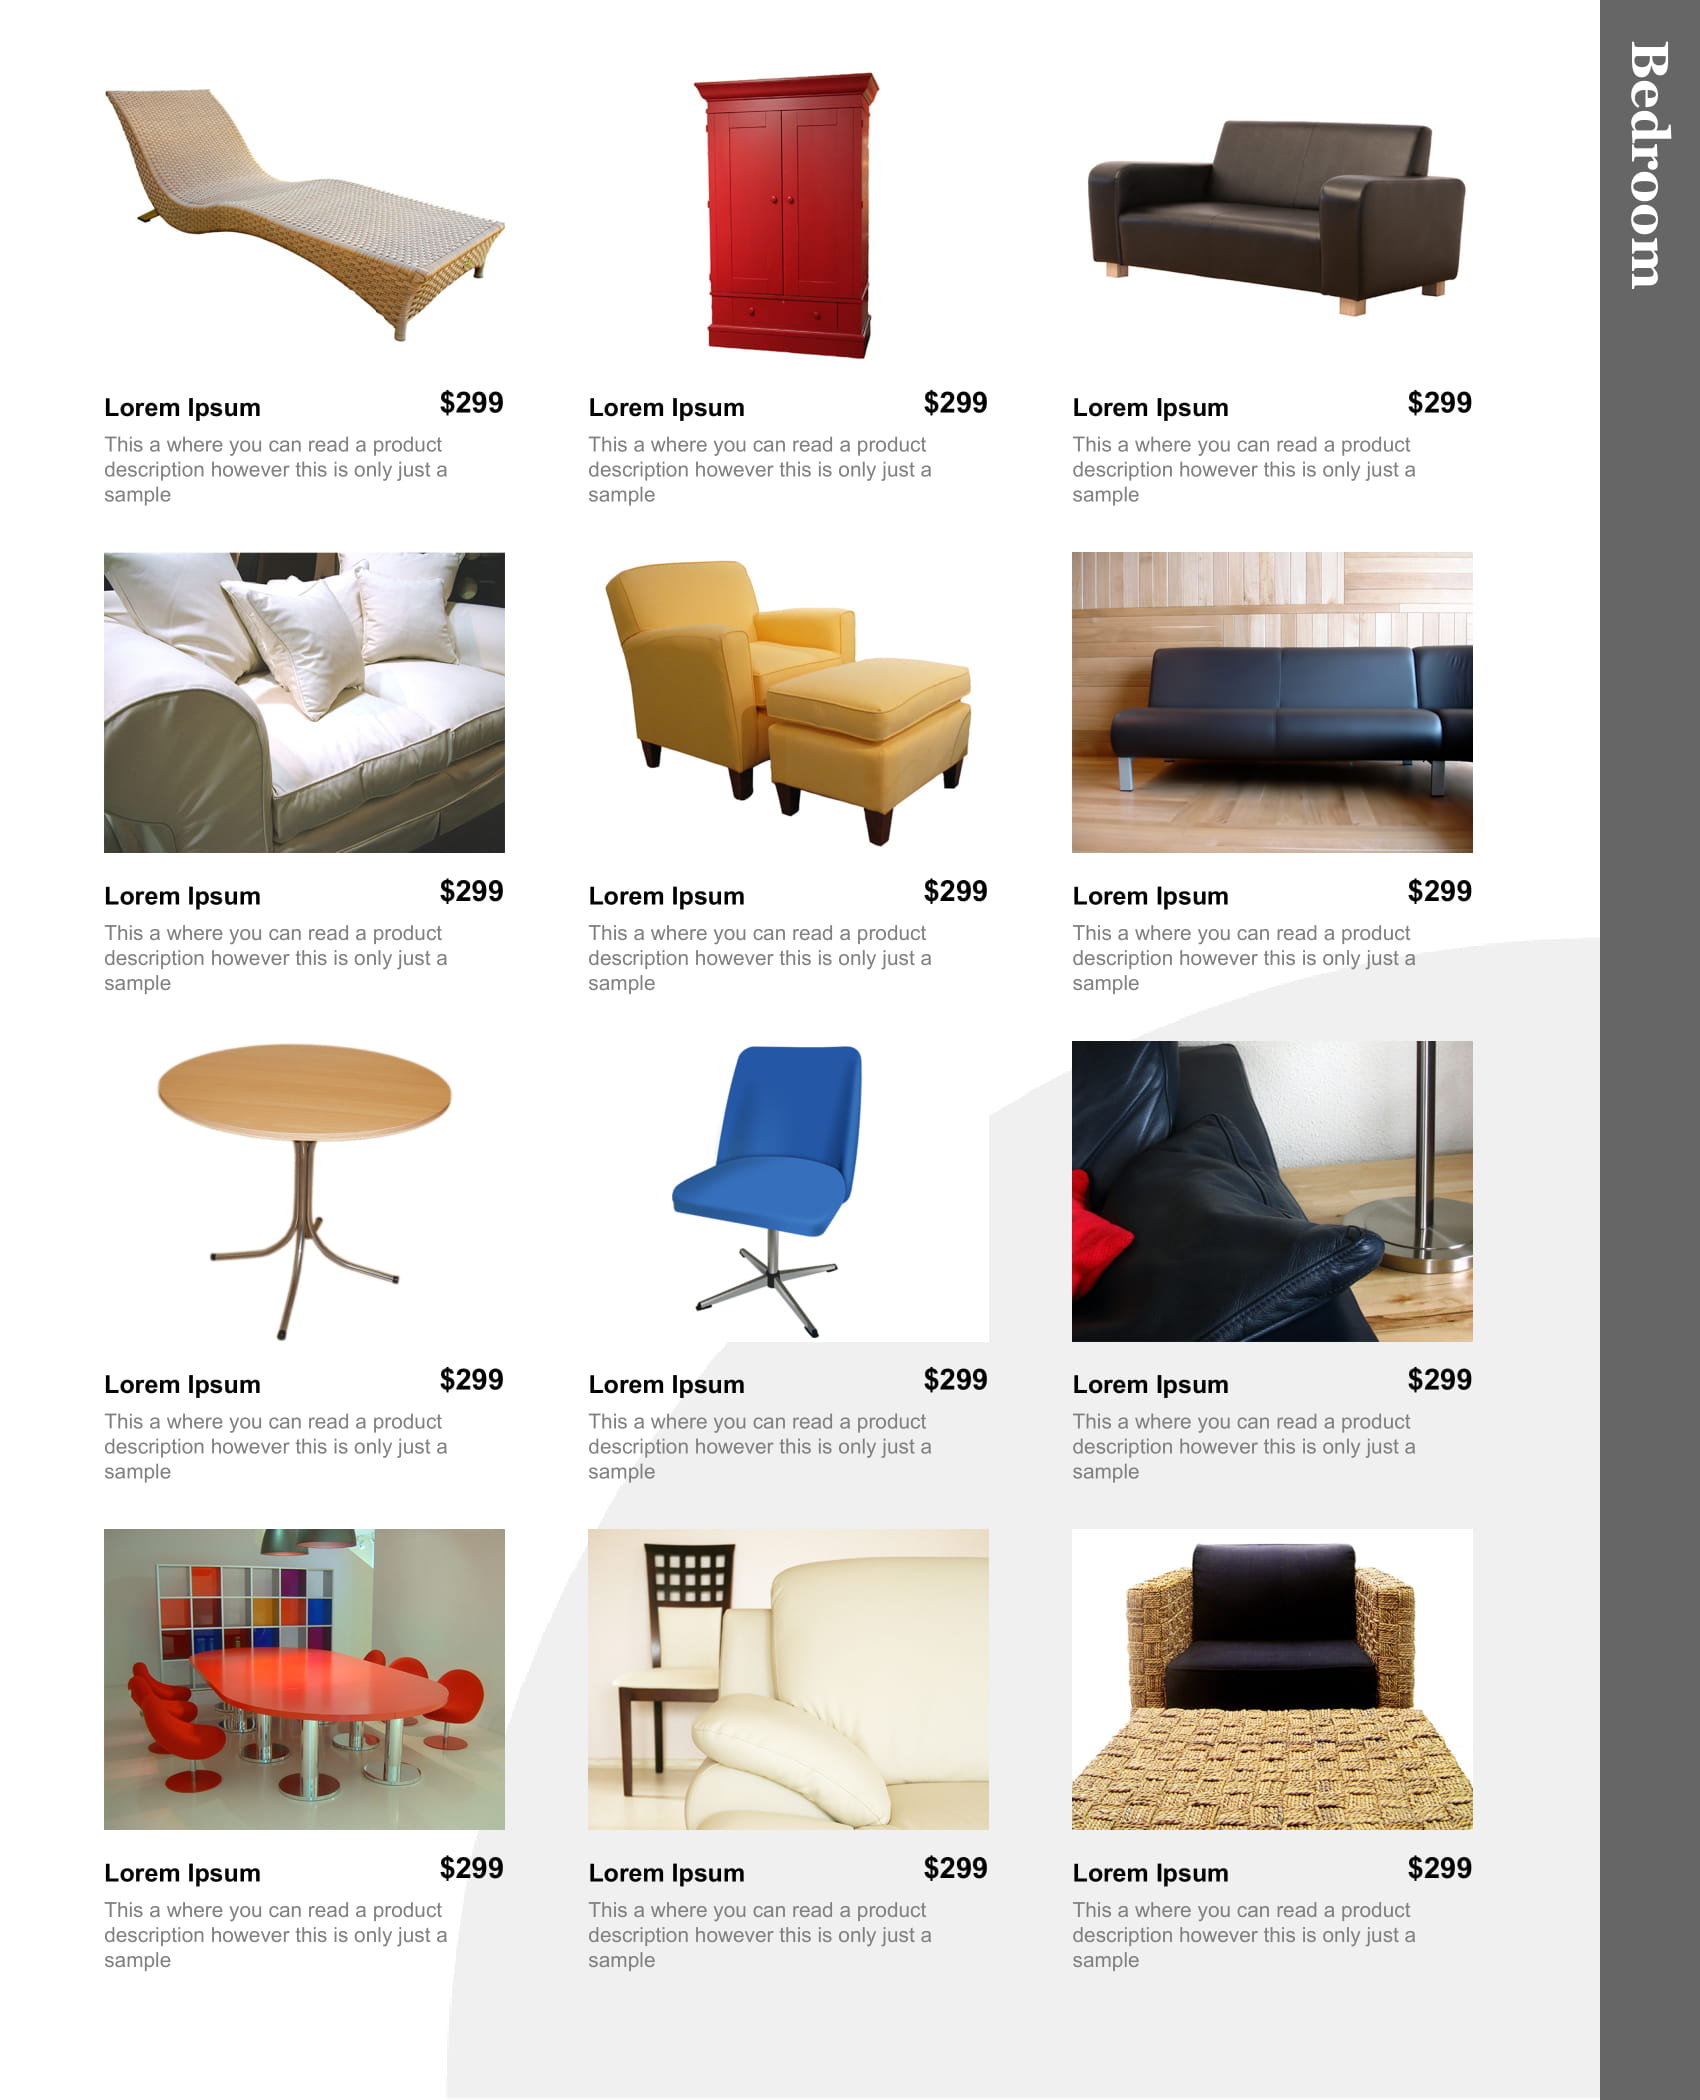 Bedroom
Lorem Ipsum $299
This a where you can read a product
description however this is only just a
sample
Lorem Ipsum $299
This a where you can read a product
description however this is only just a
sample
Lorem Ipsum $299
This a where you can read a product
description however this is only just a
sample
Lorem Ipsum $299
This a where you can read a product
description however this is only just a
sample
Lorem Ipsum $299
This a where you can read a product
description however this is only just a
sample
Lorem Ipsum $299
This a where you can read a product
description however this is only just a
sample
Lorem Ipsum $299
This a where you can read a product
description however this is only just a
sample
Lorem Ipsum $299
This a where you can read a product
description however this is only just a
sample
Lorem Ipsum $299
This a where you can read a product
description however this is only just a
sample
Lorem Ipsum $299
This a where you can read a product
description however this is only just a
sample
Lorem Ipsum $299
This a where you can read a product
description however this is only just a
sample
Lorem Ipsum $299
This a where you can read a product
description however this is only just a
sample